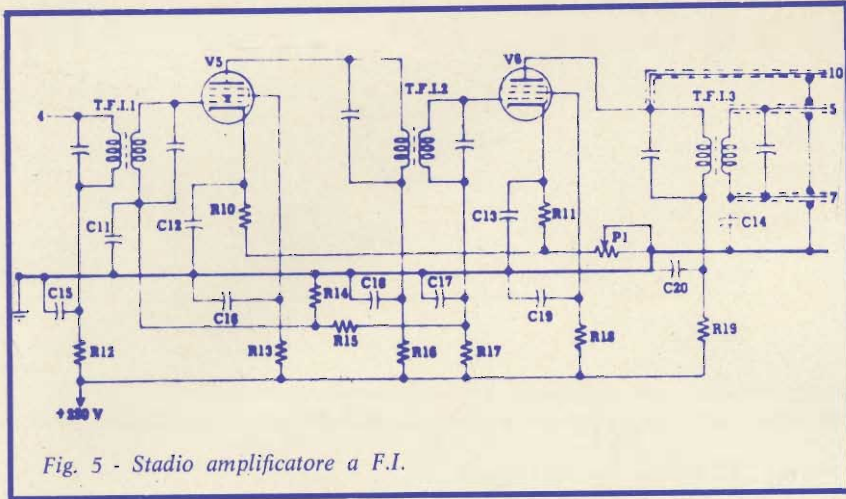 V5
V6
10
T.F.I.1
T.F.I.2
T.F.I.3
4
5
7
C11
C12
R10
C13
R11
P1
C14
C15
C16
R14
C18
C17
C19
C20
R12
R13
R15
R16
R17
R18
R19
+250 V
Fig. 5 - Stadio amplificatore a F.I.